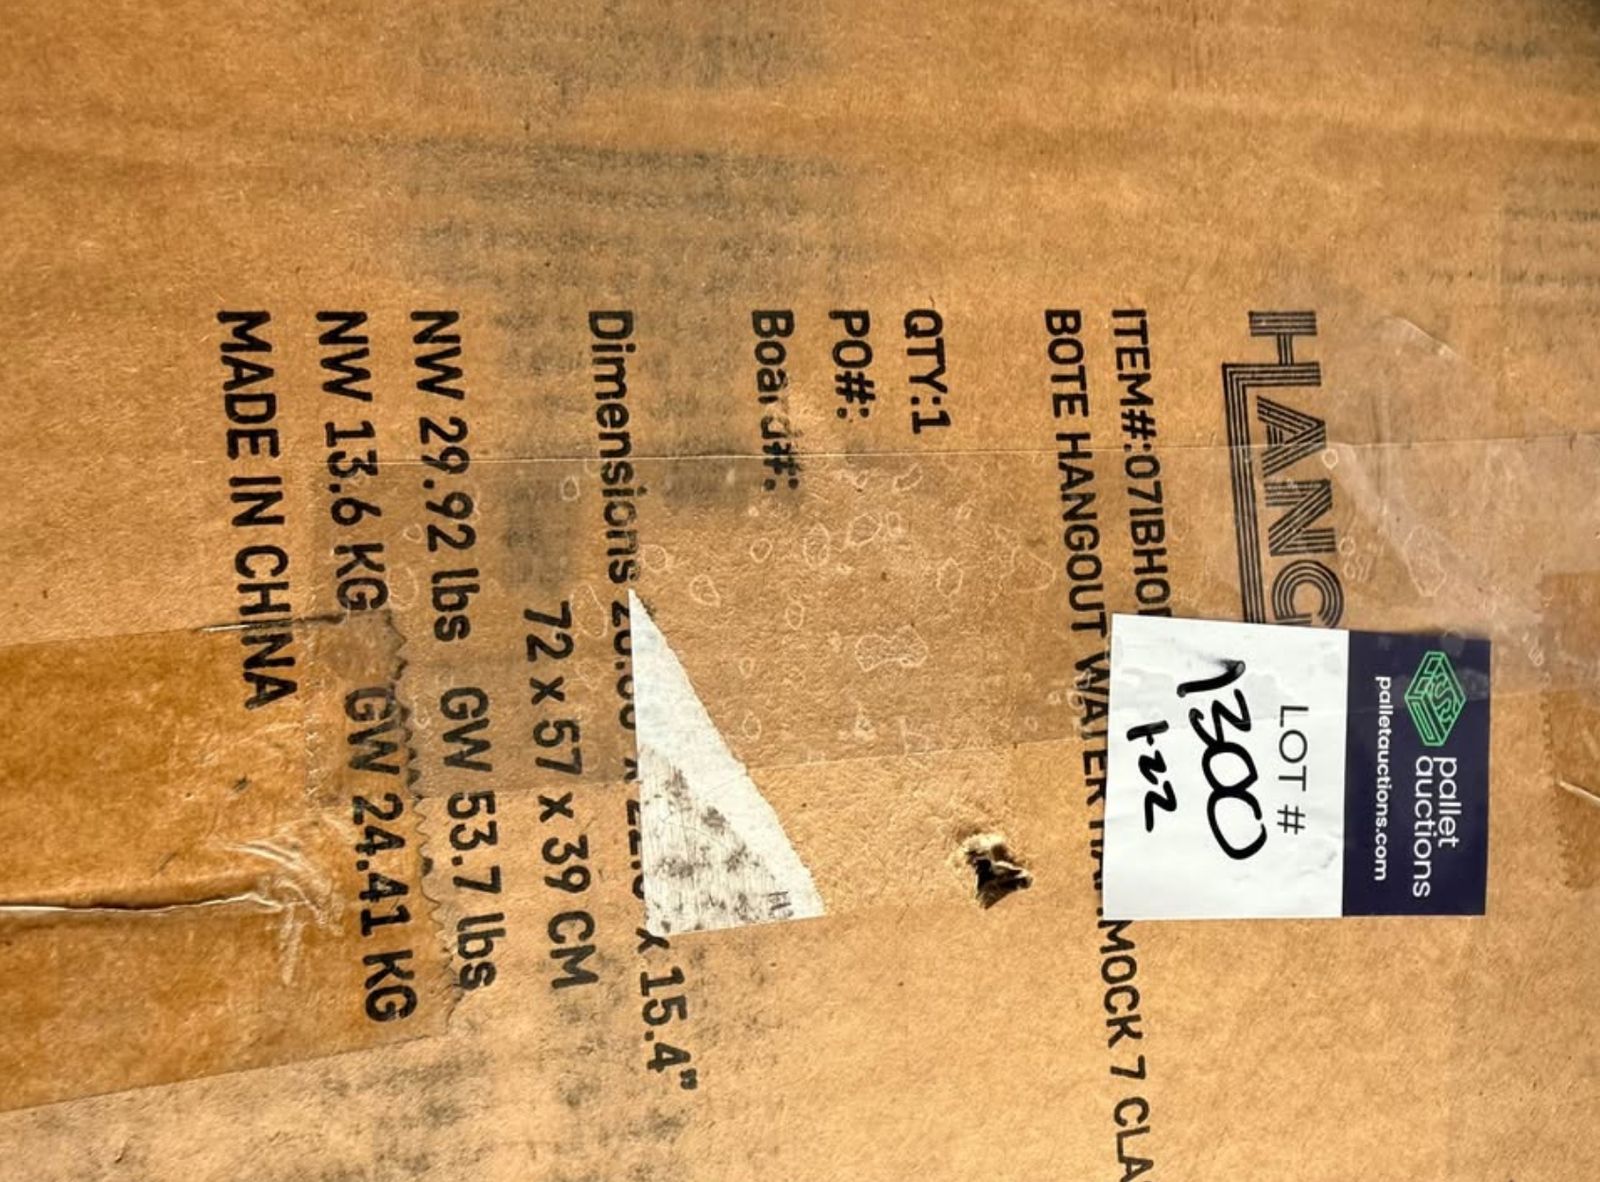 HANG
ITEM#:07IBHO
BOTE HANGOUT WATER MOCK 7 CLA
QTY:1
PO#:
Board#:
Dimensions x 15.4"
72 x 57 x 39 CM
NW 29.92 lbs GW 53.7 lbs
NW 13.6 KG GW 24.41 KG
MADE IN CHINA
pallet
auctions
palletauctions.com
LOT #
1300
122